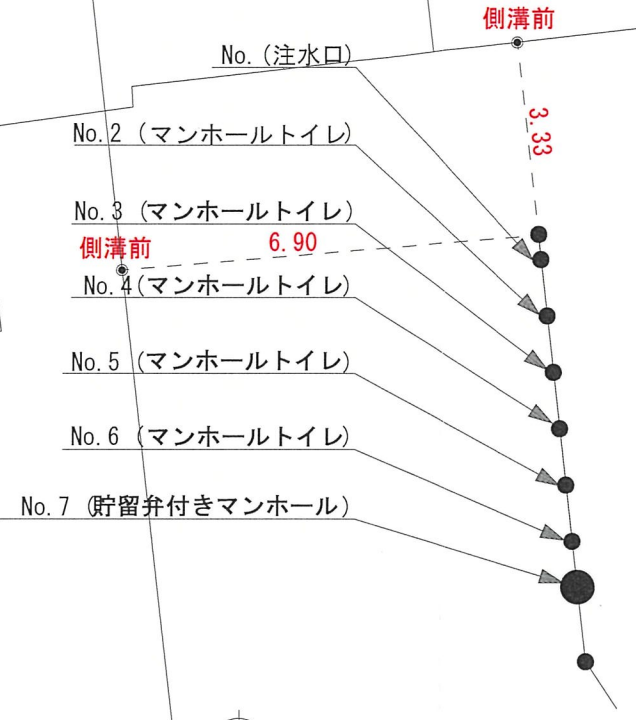 側溝前
No. (注水口)
3.33
No.2 (マンホールトイレ)
No.3 (マンホールトイレ)
側溝前
6.90
No.4(マンホールトイレ)
No.5 (マンホールトイレ)
No.6 (マンホールトイレ)
No.7 (貯留弁付きマンホール)